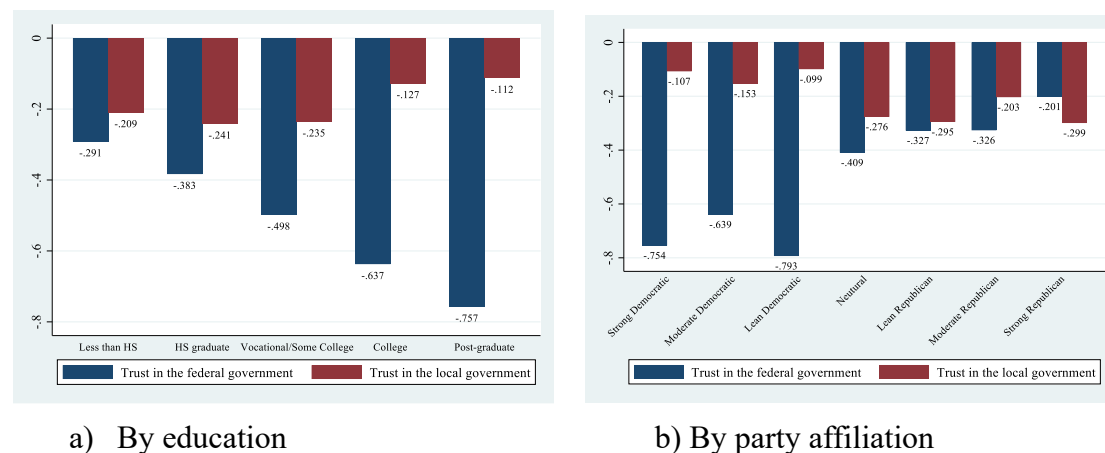 0
-.2
-.4
-.6
-.8
-.291
-.209
-.383
-.241
-.498
-.235
-.637
-.127
-.757
-.112
Less than HS HS graduate Vocational/Some College College Post-graduate
Trust in the federal government Trust in the local government
a) By education
0
-.2
-.4
-.6
-.8
-.754
-.107
-.639
-.153
-.793
-.099
-.409
-.276
-.327
-.295
-.326
-.203
-.201
-.299
Strong Democratic
Moderate Democratic
Lean Democratic
Neutural
Lean Republican
Moderate Republican
Strong Republican
Trust in the federal government Trust in the local government
b) By party affiliation